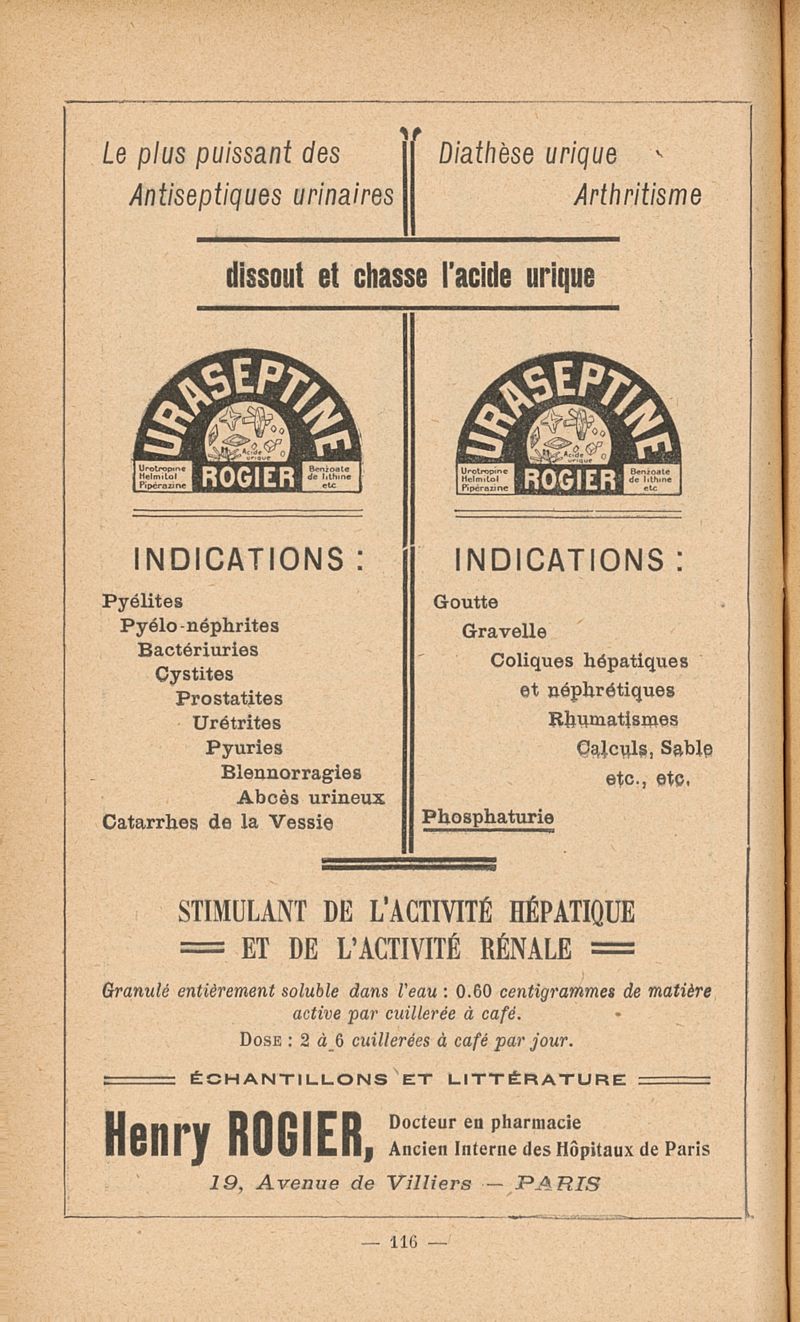 Le plus puissant des
Antiseptiques urinaires
Diathèse urique
Arthritisme
dissout et chasse l'acide urique
URASEPTINE
Acide
urique
Urotropine
Helmitol
Pipérazine
ROGIER
Benzoate
de lithine
etc
INDICATIONS :
Pyélites
Pyélo-néphrites
Bactériuries
Cystites
Prostatites
Urétrites
Pyuries
Blennorragies
Abcès urineux
Catarrhes de la Vessie
URASEPTINE
Acide
urique
Urotropine
Helmitol
Pipérazine
ROGIER
Benzoate
de lithine
etc
INDICATIONS :
Goutte
Gravelle
Coliques hépatiques
et néphrétiques
Rhumatismes
Calculs, Sable
etc., etc.
Phosphaturie
STIMULANT DE L'ACTIVITÉ HÉPATIQUE
ET DE L'ACTIVITÉ RÉNALE
Granulé entièrement soluble dans l'eau : 0.60 centigrammes de matière
active par cuillerée à café.
DOSE : 2 à 6 cuillerées à café par jour.
ÉCHANTILLONS ET LITTÉRATURE
Henry ROGIER,
Docteur en pharmacie
Ancien Interne des Hôpitaux de Paris
19, Avenue de Villiers — PARIS
— 116 —